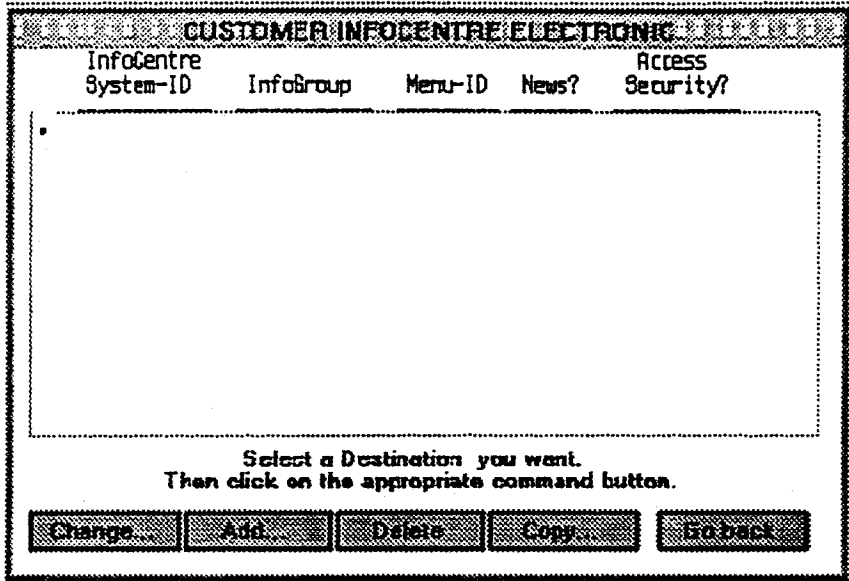 CUSTOMER INFOCENTRE ELECTRONIC
InfoCentre Access
System-ID InfoGroup Menu-ID News? Security?
Select a Destination you want.
Then click on the appropriate command button.
Change... Add... Delete Copy... Go back...